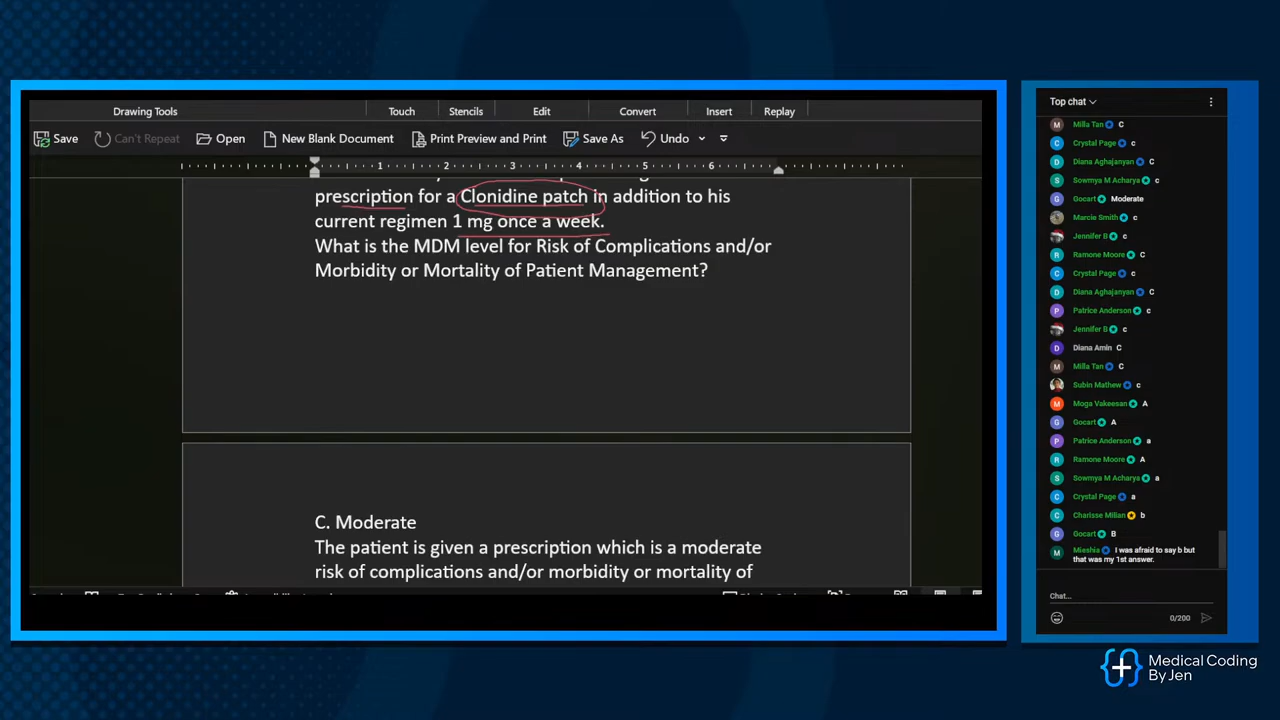 Drawing Tools Touch Stencils Edit Convert Insert Replay
Save Can't Repeat Open New Blank Document Print Preview and Print Save As Undo
1 2 3 4 5 6
prescription for a Clonidine patch in addition to his
current regimen 1 mg once a week.
What is the MDM level for Risk of Complications and/or
Morbidity or Mortality of Patient Management?
C. Moderate
The patient is given a prescription which is a moderate
risk of complications and/or morbidity or mortality of
Top chat
M Milla Tan C
C Crystal Page c
D Diana Aghajanyan C
S Sowmya M Acharya c
G Gocart Moderate
Marcie Smith c
Jennifer B c
R Ramone Moore C
C Crystal Page c
D Diana Aghajanyan C
P Patrice Anderson c
Jennifer B c
D Diana Amin C
Milla Tan C
Subin Mathew c
M Moga Vakeesan A
G Gocart A
P Patrice Anderson a
R Ramone Moore A
S Sowmya M Acharya a
C Crystal Page a
C Charisse Milian b
G Gocart B
M Mieshia I was afraid to say b but
that was my 1st answer.
Chat...
0/200
Medical Coding
By Jen